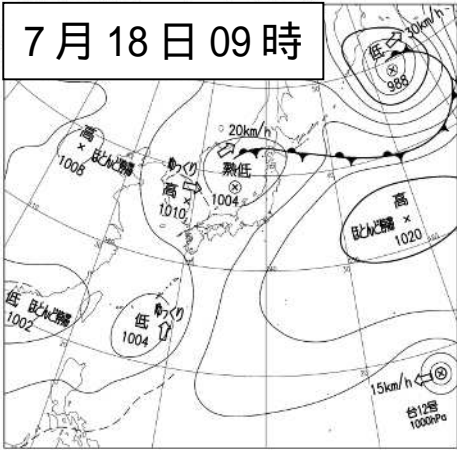 7月18日09時
低
30km/h
988
20km/h
熱低
1004
高
1008
ほとんど停滞
ゆっくり
高
1010
高
ほとんど停滞
1020
低
ほとんど停滞
1002
ゆっくり
低
1004
15km/h
台12号
1000hPa